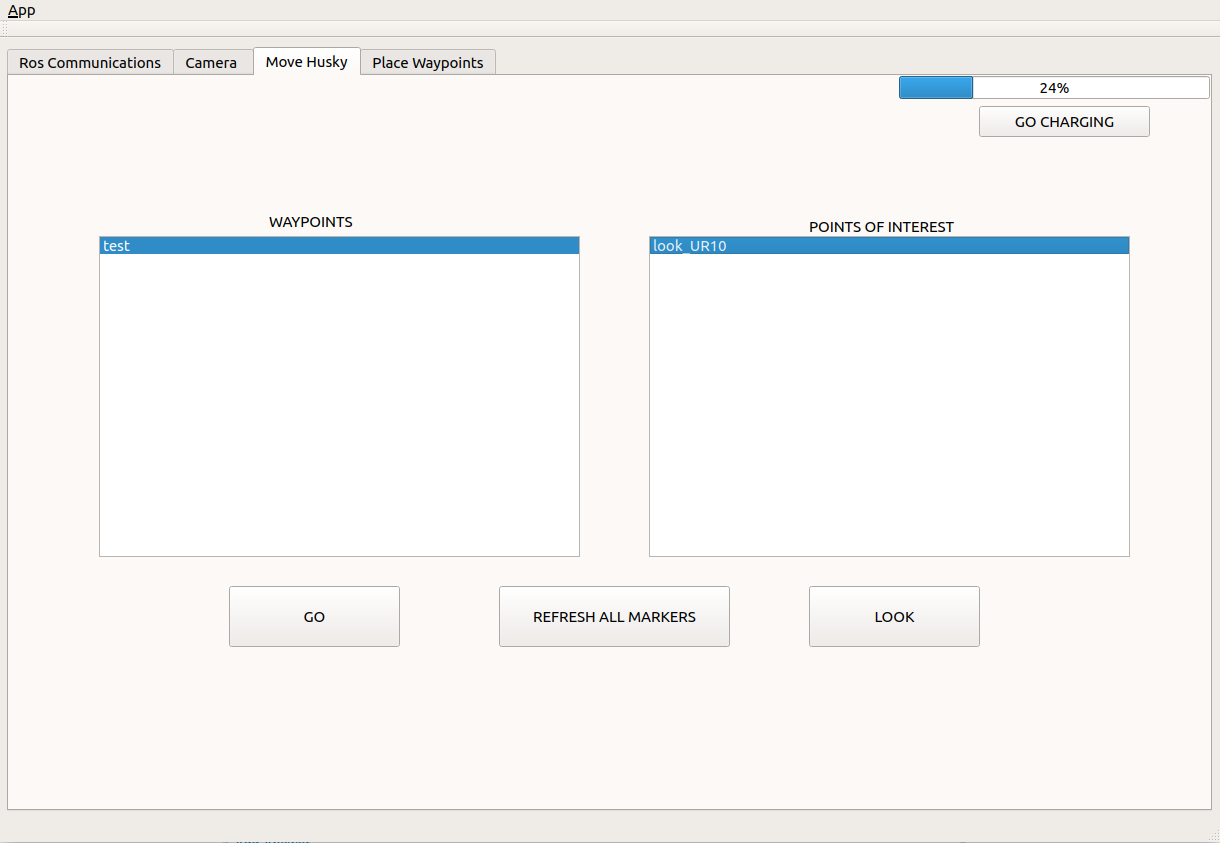 App
Ros Communications
Camera
Move Husky
Place Waypoints
24%
GO CHARGING
WAYPOINTS
POINTS OF INTEREST
test
look_UR10
GO
REFRESH ALL MARKERS
LOOK